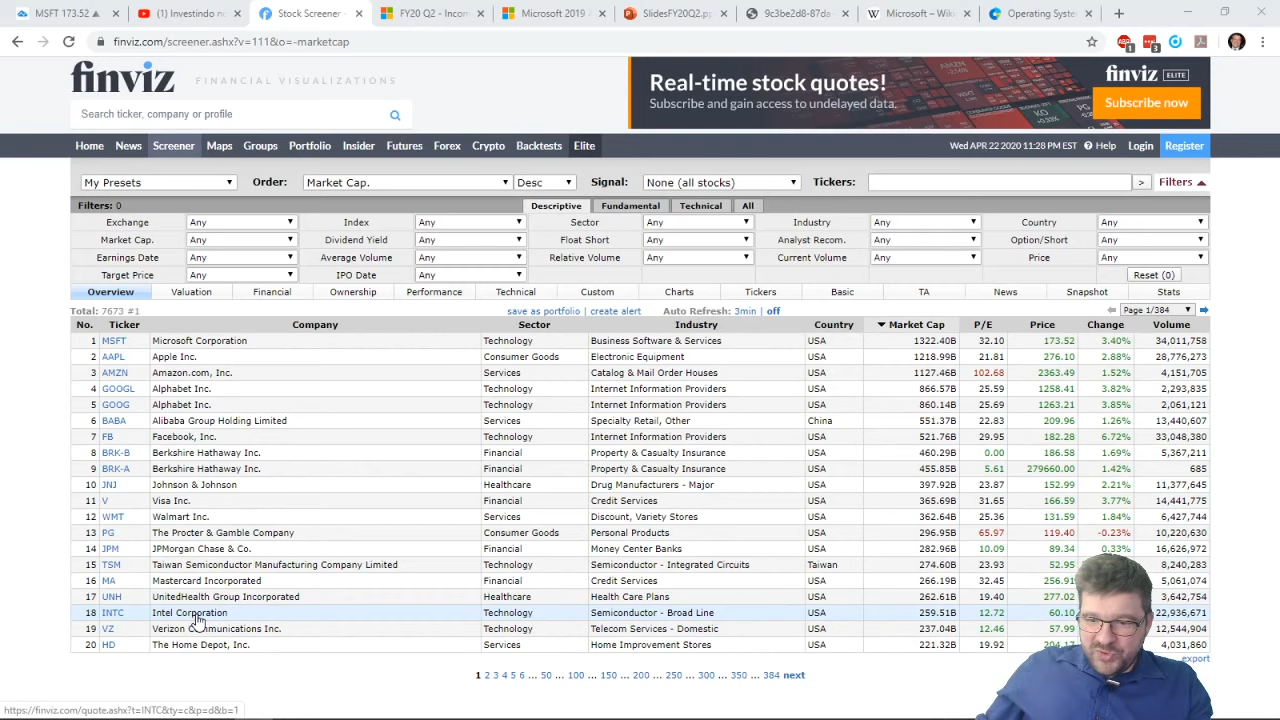 MSFT 173.52
(1) Investindo no
Stock Screener -
FY20 Q2 - Incom
Microsoft 2019 A
SlidesFY20Q2.pp
9c3be2d8-87da-
Microsoft – Wiki
Operating System
finviz.com/screener.ashx?v=111&o=-marketcap
finviz FINANCIAL VISUALIZATIONS
Search ticker, company or profile
Real-time stock quotes!
Subscribe and gain access to undelayed data.
finviz ELITE
Subscribe now
Home News Screener Maps Groups Portfolio Insider Futures Forex Crypto Backtests Elite Wed APR 22 2020 11:28 PM EST Help Login Register
My Presets Order: Market Cap. Desc Signal: None (all stocks) Tickers: > Filters
Filters: 0 Descriptive Fundamental Technical All
Exchange Any Index Any Sector Any Industry Any Country Any
Market Cap. Any Dividend Yield Any Float Short Any Analyst Recom. Any Option/Short Any
Earnings Date Any Average Volume Any Relative Volume Any Current Volume Any Price Any
Target Price Any IPO Date Any Reset (0)
Overview Valuation Financial Ownership Performance Technical Custom Charts Tickers Basic TA News Snapshot Stats
Total: 7673 #1 save as portfolio | create alert Auto Refresh: 3min | off Page 1/384
No. Ticker Company Sector Industry Country Market Cap P/E Price Change Volume
1 MSFT Microsoft Corporation Technology Business Software & Services USA 1322.40B 32.10 173.52 3.40% 34,011,758
2 AAPL Apple Inc. Consumer Goods Electronic Equipment USA 1218.99B 21.81 276.10 2.88% 28,776,273
3 AMZN Amazon.com, Inc. Services Catalog & Mail Order Houses USA 1127.46B 102.68 2363.49 1.52% 4,151,705
4 GOOGL Alphabet Inc. Technology Internet Information Providers USA 866.57B 25.59 1258.41 3.82% 2,293,835
5 GOOG Alphabet Inc. Technology Internet Information Providers USA 860.14B 25.69 1263.21 3.85% 2,061,121
6 BABA Alibaba Group Holding Limited Services Specialty Retail, Other China 551.37B 22.83 209.96 1.26% 13,440,607
7 FB Facebook, Inc. Technology Internet Information Providers USA 521.76B 29.95 182.28 6.72% 33,048,380
8 BRK-B Berkshire Hathaway Inc. Financial Property & Casualty Insurance USA 460.29B 0.00 186.58 1.69% 5,367,211
9 BRK-A Berkshire Hathaway Inc. Financial Property & Casualty Insurance USA 455.85B 5.61 279660.00 1.42% 685
10 JNJ Johnson & Johnson Healthcare Drug Manufacturers - Major USA 397.92B 23.87 152.99 2.21% 11,377,645
11 V Visa Inc. Financial Credit Services USA 365.69B 31.65 166.59 3.77% 14,441,775
12 WMT Walmart Inc. Services Discount, Variety Stores USA 362.64B 25.36 131.59 1.84% 6,427,744
13 PG The Procter & Gamble Company Consumer Goods Personal Products USA 296.95B 65.97 119.40 -0.23% 10,220,630
14 JPM JPMorgan Chase & Co. Financial Money Center Banks USA 282.96B 10.09 89.34 0.33% 16,626,972
15 TSM Taiwan Semiconductor Manufacturing Company Limited Technology Semiconductor - Integrated Circuits Taiwan 274.60B 23.93 52.95 8,240,283
16 MA Mastercard Incorporated Financial Credit Services USA 266.19B 32.45 256.91 5,061,074
17 UNH UnitedHealth Group Incorporated Healthcare Health Care Plans USA 262.61B 19.40 277.02
18 INTC Intel Corporation Technology Semiconductor - Broad Line USA 259.51B 12.72 60.10 22,936,671
19 VZ Verizon Communications Inc. Technology Telecom Services - Domestic USA 237.04B 12.46 57.99 12,544,904
20 HD The Home Depot, Inc. Services Home Improvement Stores USA 221.32B 19.92 204.17 4,031,860
export
1 2 3 4 5 6 ... 50 ... 100 ... 150 ... 200 ... 250 ... 300 ... 350 ... 384 next
https://finviz.com/quote.ashx?t=INTC&ty=c&p=d&b=1